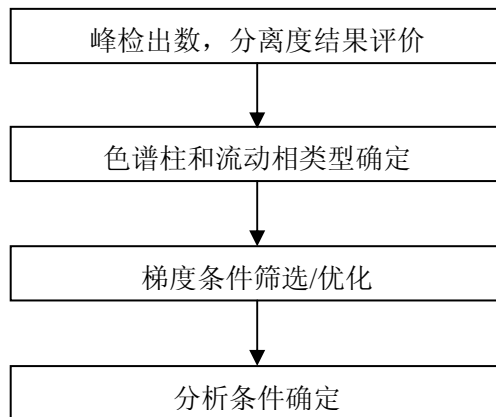 峰检出数，分离度结果评价
色谱柱和流动相类型确定
梯度条件筛选/优化
分析条件确定